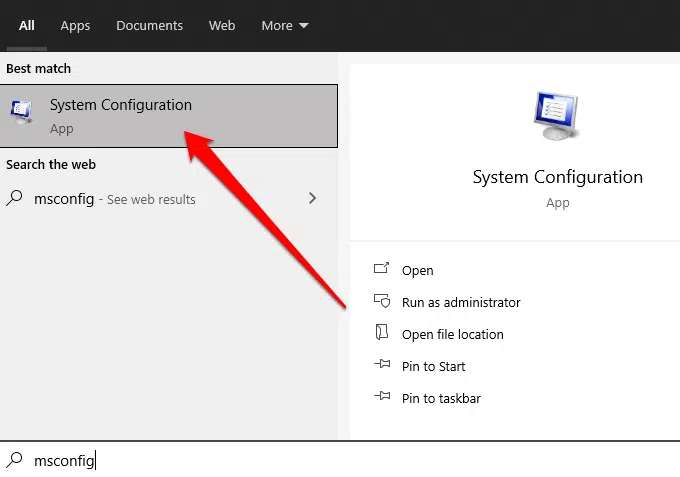 All Apps Documents Web More
Best match
System Configuration
App
Search the web
msconfig - See web results
System Configuration
App
Open
Run as administrator
Open file location
Pin to Start
Pin to taskbar
msconfig